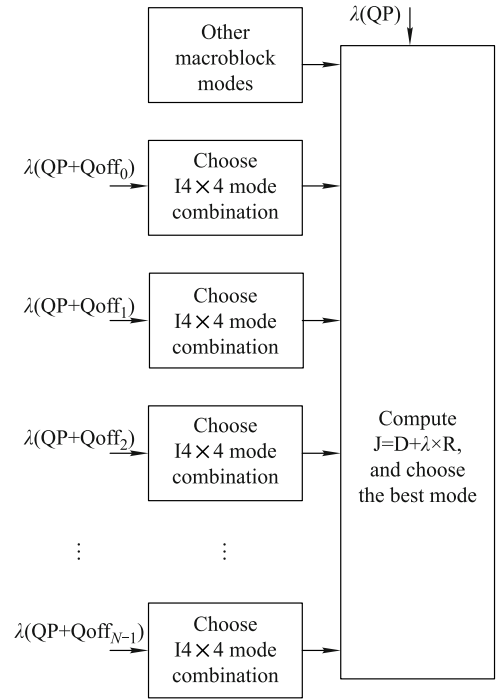 λ(QP)
Other
macroblock
modes
λ(QP+Qoff₀)
Choose
I4×4 mode
combination
λ(QP+Qoff₁)
Choose
I4×4 mode
combination
λ(QP+Qoff₂)
Choose
I4×4 mode
combination
Compute
J=D+λ×R,
and choose
the best mode
⋮ ⋮
λ(QP+Qoff_{N−1})
Choose
I4×4 mode
combination